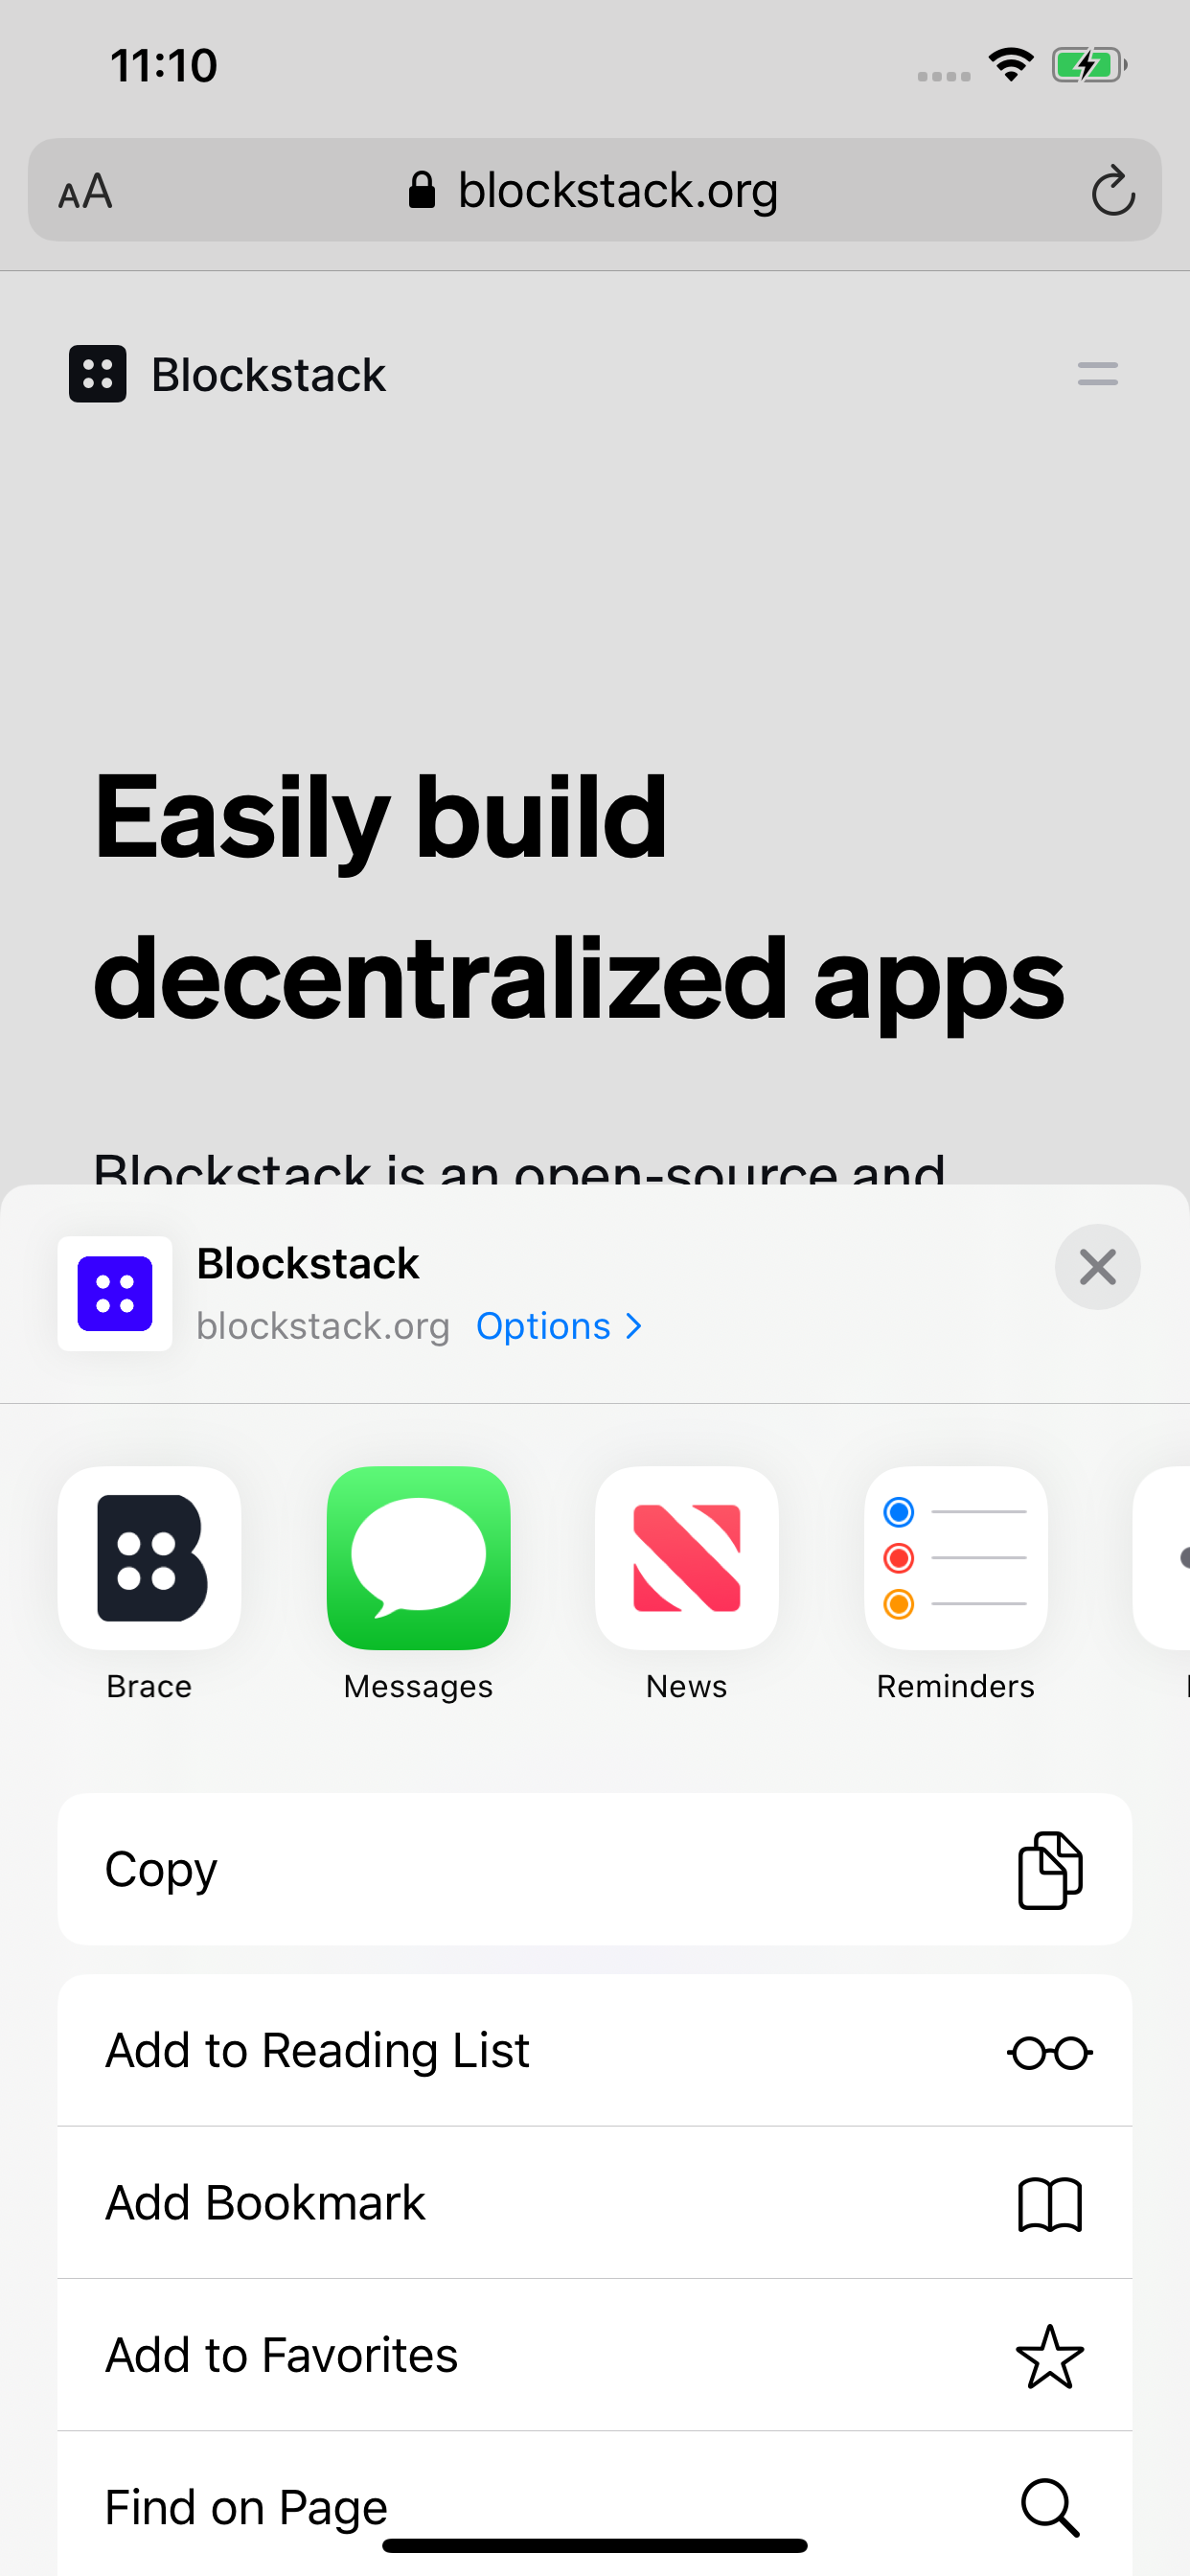 11:10
AA
blockstack.org
Blockstack
Easily build
decentralized apps
Blockstack is an open-source and
Blockstack
blockstack.org Options
Brace
Messages
News
Reminders
Copy
Add to Reading List
Add Bookmark
Add to Favorites
Find on Page